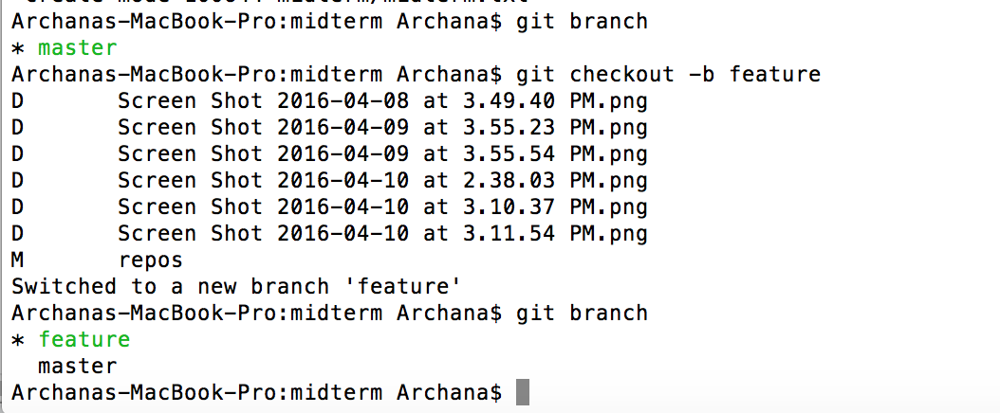 Archanas-MacBook-Pro:midterm Archana$ git branch
* master
Archanas-MacBook-Pro:midterm Archana$ git checkout -b feature
D       Screen Shot 2016-04-08 at 3.49.40 PM.png
D       Screen Shot 2016-04-09 at 3.55.23 PM.png
D       Screen Shot 2016-04-09 at 3.55.54 PM.png
D       Screen Shot 2016-04-10 at 2.38.03 PM.png
D       Screen Shot 2016-04-10 at 3.10.37 PM.png
D       Screen Shot 2016-04-10 at 3.11.54 PM.png
M       repos
Switched to a new branch 'feature'
Archanas-MacBook-Pro:midterm Archana$ git branch
* feature
  master
Archanas-MacBook-Pro:midterm Archana$